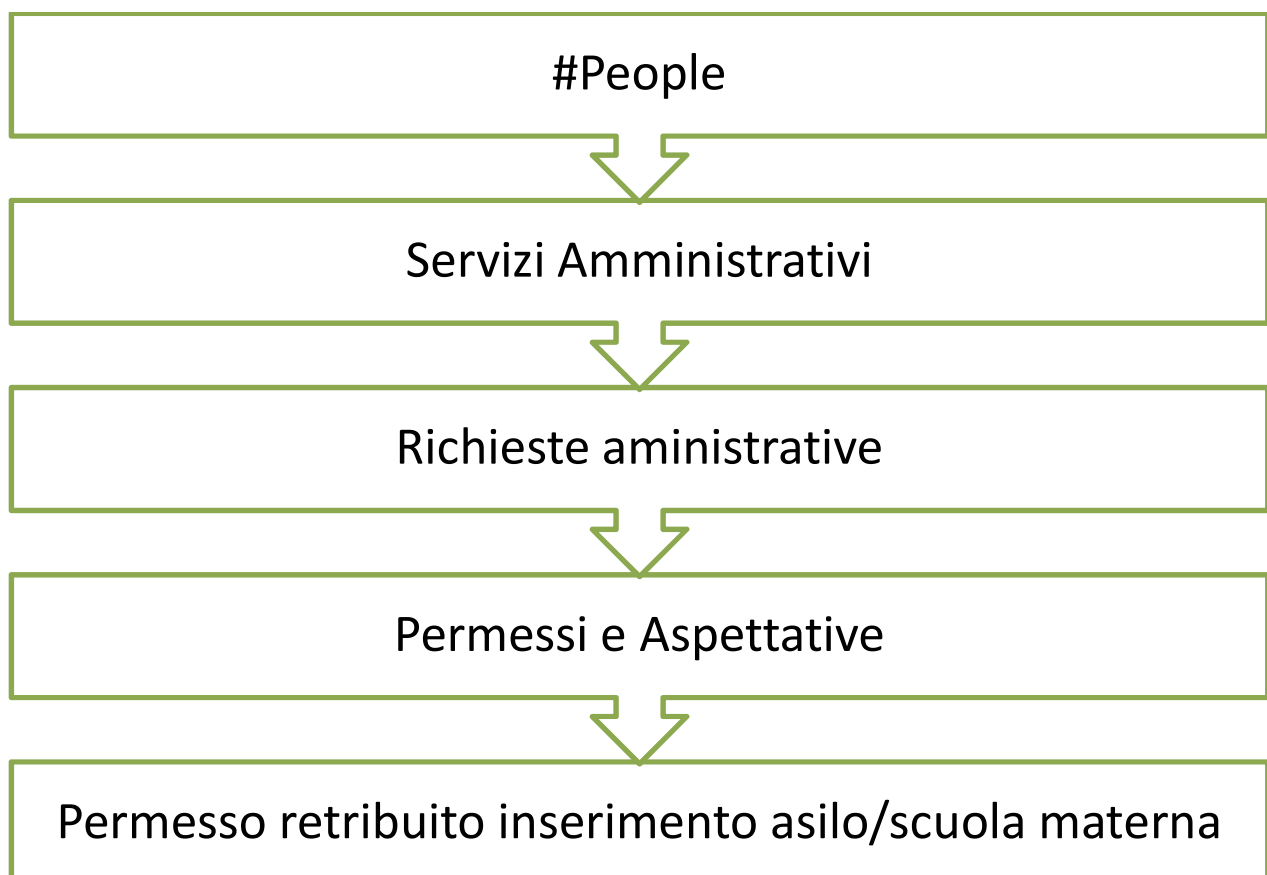 #People
Servizi Amministrativi
Richieste aministrative
Permessi e Aspettative
Permesso retribuito inserimento asilo/scuola materna